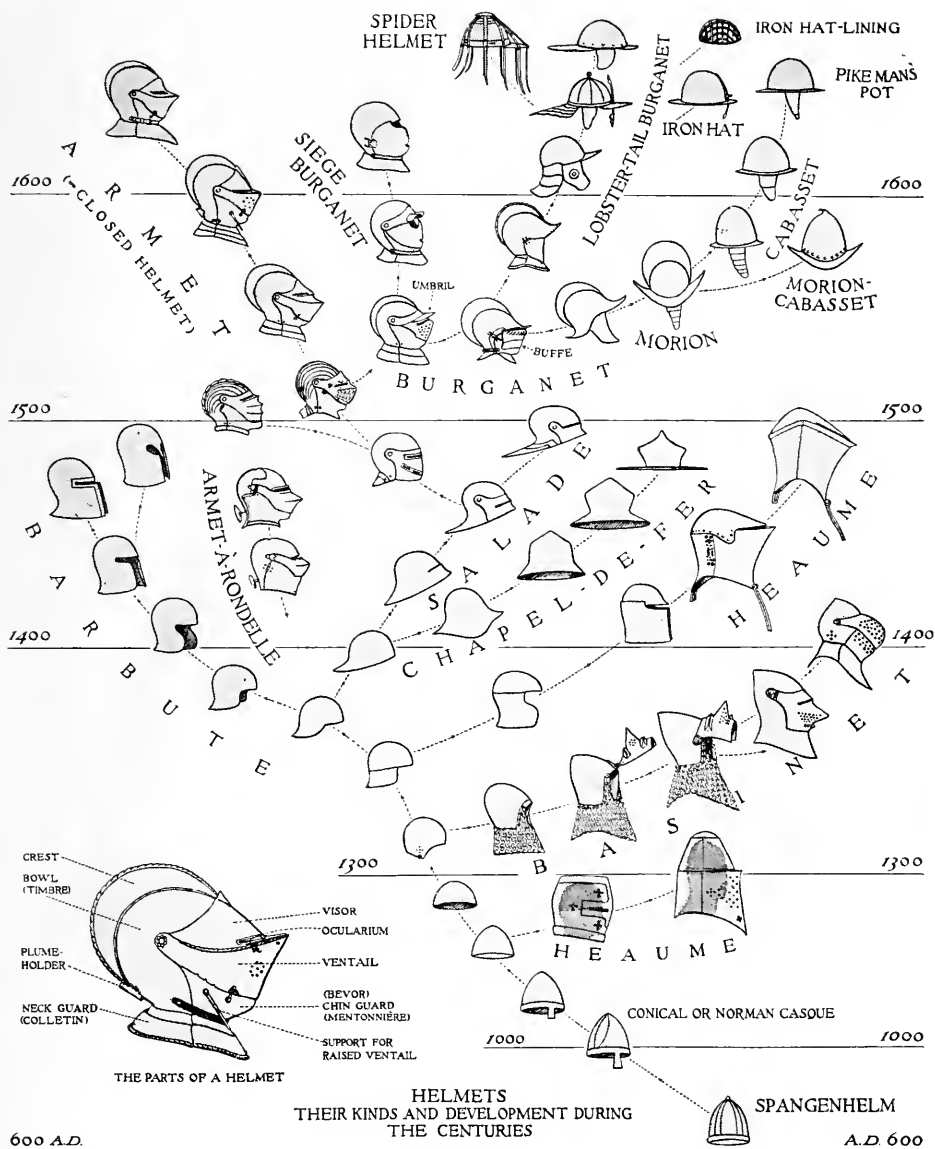 SPIDER
HELMET
IRON HAT-LINING
PIKEMAN'S
POT
IRON HAT
LOBSTER-TAIL BURGANET
ARMET
(=CLOSED HELMET)
SIEGE
BURGANET
1600
1600
CABASSET
UMBRIL
MORION-
CABASSET
MORION
BUFFE
BURGANET
1500
1500
BARBUTE
ARMET-À-RONDELLE
SALADE
CHAPEL-DE-FER
HEAUME
1400
1400
BASINET
1300
1300
HEAUME
CREST
BOWL
(TIMBRE)
PLUME-
HOLDER
NECK GUARD
(COLLETIN)
VISOR
OCULARIUM
VENTAIL
(BEVOR)
CHIN GUARD
(MENTONNIÈRE)
SUPPORT FOR
RAISED VENTAIL
THE PARTS OF A HELMET
CONICAL OR NORMAN CASQUE
1000
1000
SPANGENHELM
HELMETS
THEIR KINDS AND DEVELOPMENT DURING
THE CENTURIES
600 A.D.
A.D. 600